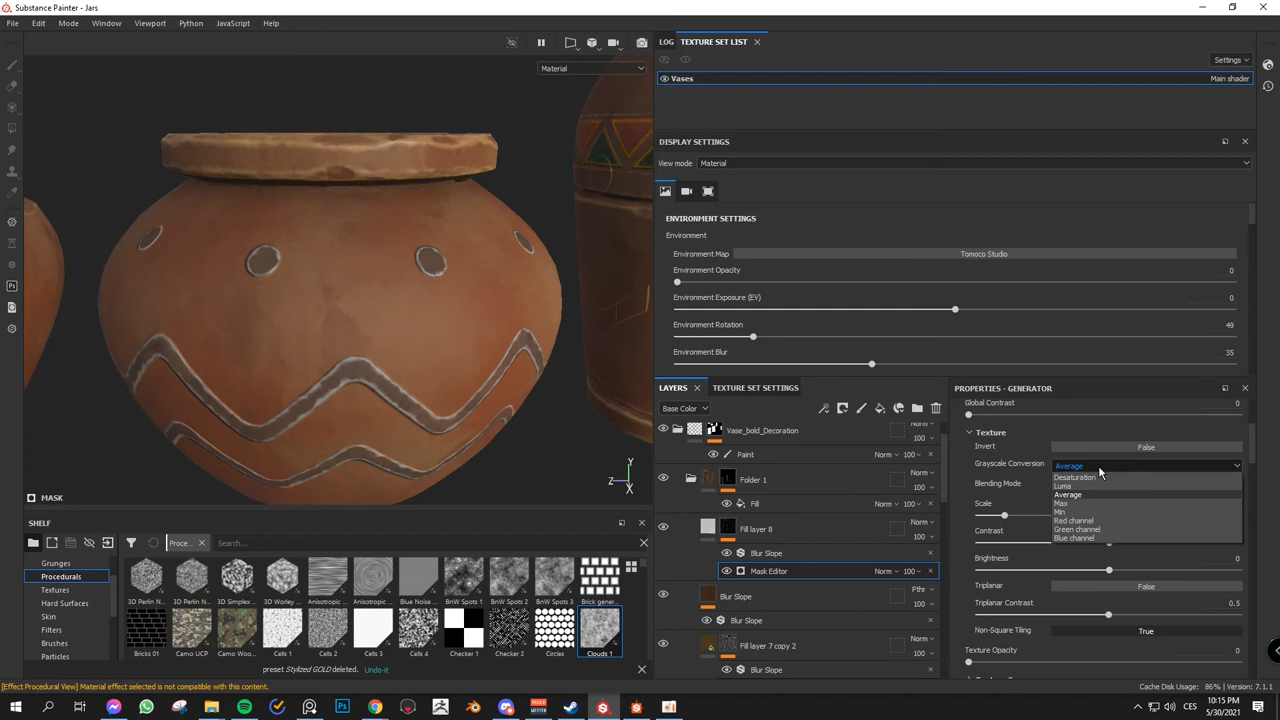 Substance Painter - Jars
File Edit Mode Window Viewport Python JavaScript Help
Material
Y
Z
X
MASK
LOG TEXTURE SET LIST
Settings
Vases Main shader
DISPLAY SETTINGS
View mode Material
ENVIRONMENT SETTINGS
Environment
Environment Map Tomoco Studio
Environment Opacity 0
Environment Exposure (EV) 0
Environment Rotation 49
Environment Blur 35
LAYERS TEXTURE SET SETTINGS
Base Color
Vase_bold_Decoration Norm 100
Paint Norm 100
Folder 1 Norm 100
Fill Norm 100
Fill layer 8 Norm 100
Blur Slope
Mask Editor Norm 100
Blur Slope Pthr 100
Blur Slope
Fill layer 7 copy 2 Norm 100
Blur Slope
PROPERTIES - GENERATOR
Global Contrast 0
Texture
Invert False
Grayscale Conversion Average
Desaturation
Luma
Average
Max
Min
Red channel
Green channel
Blue channel
Blending Mode
Scale
Contrast
Brightness 0
Triplanar False
Triplanar Contrast 0.5
Non-Square Tiling True
Texture Opacity 0
SHELF
Proce... Search...
Grunges
Procedurals
Textures
Hard Surfaces
Skin
Filters
Brushes
Particles
3D Perlin N... 3D Perlin N... 3D Simplex ... 3D Worley ... Anisotropic ... Anisotropic ... Blue Noise ... BnW Spots 1 BnW Spots 2 BnW Spots 3 Brick gener...
Bricks 01 Camo UCP Camo Woo... Cells 1 Cells 2 Cells 3 Cells 4 Checker 1 Checker 2 Circles Clouds 1
preset Stylized GOLD deleted. Undo-it
[Effect Procedural View] Material effect selected is not compatible with this content.
Cache Disk Usage: 86% | Version: 7.1.1
CES 10:15 PM
5/30/2021